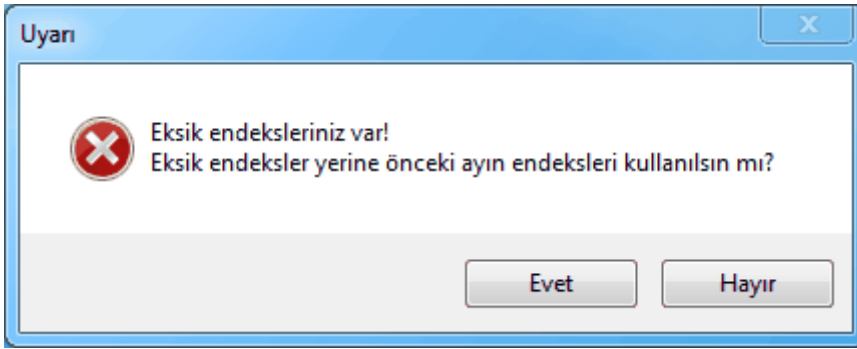 Uyarı
Eksik endeksleriniz var!
Eksik endeksler yerine önceki ayın endeksleri kullanılsın mı?
Evet
Hayır